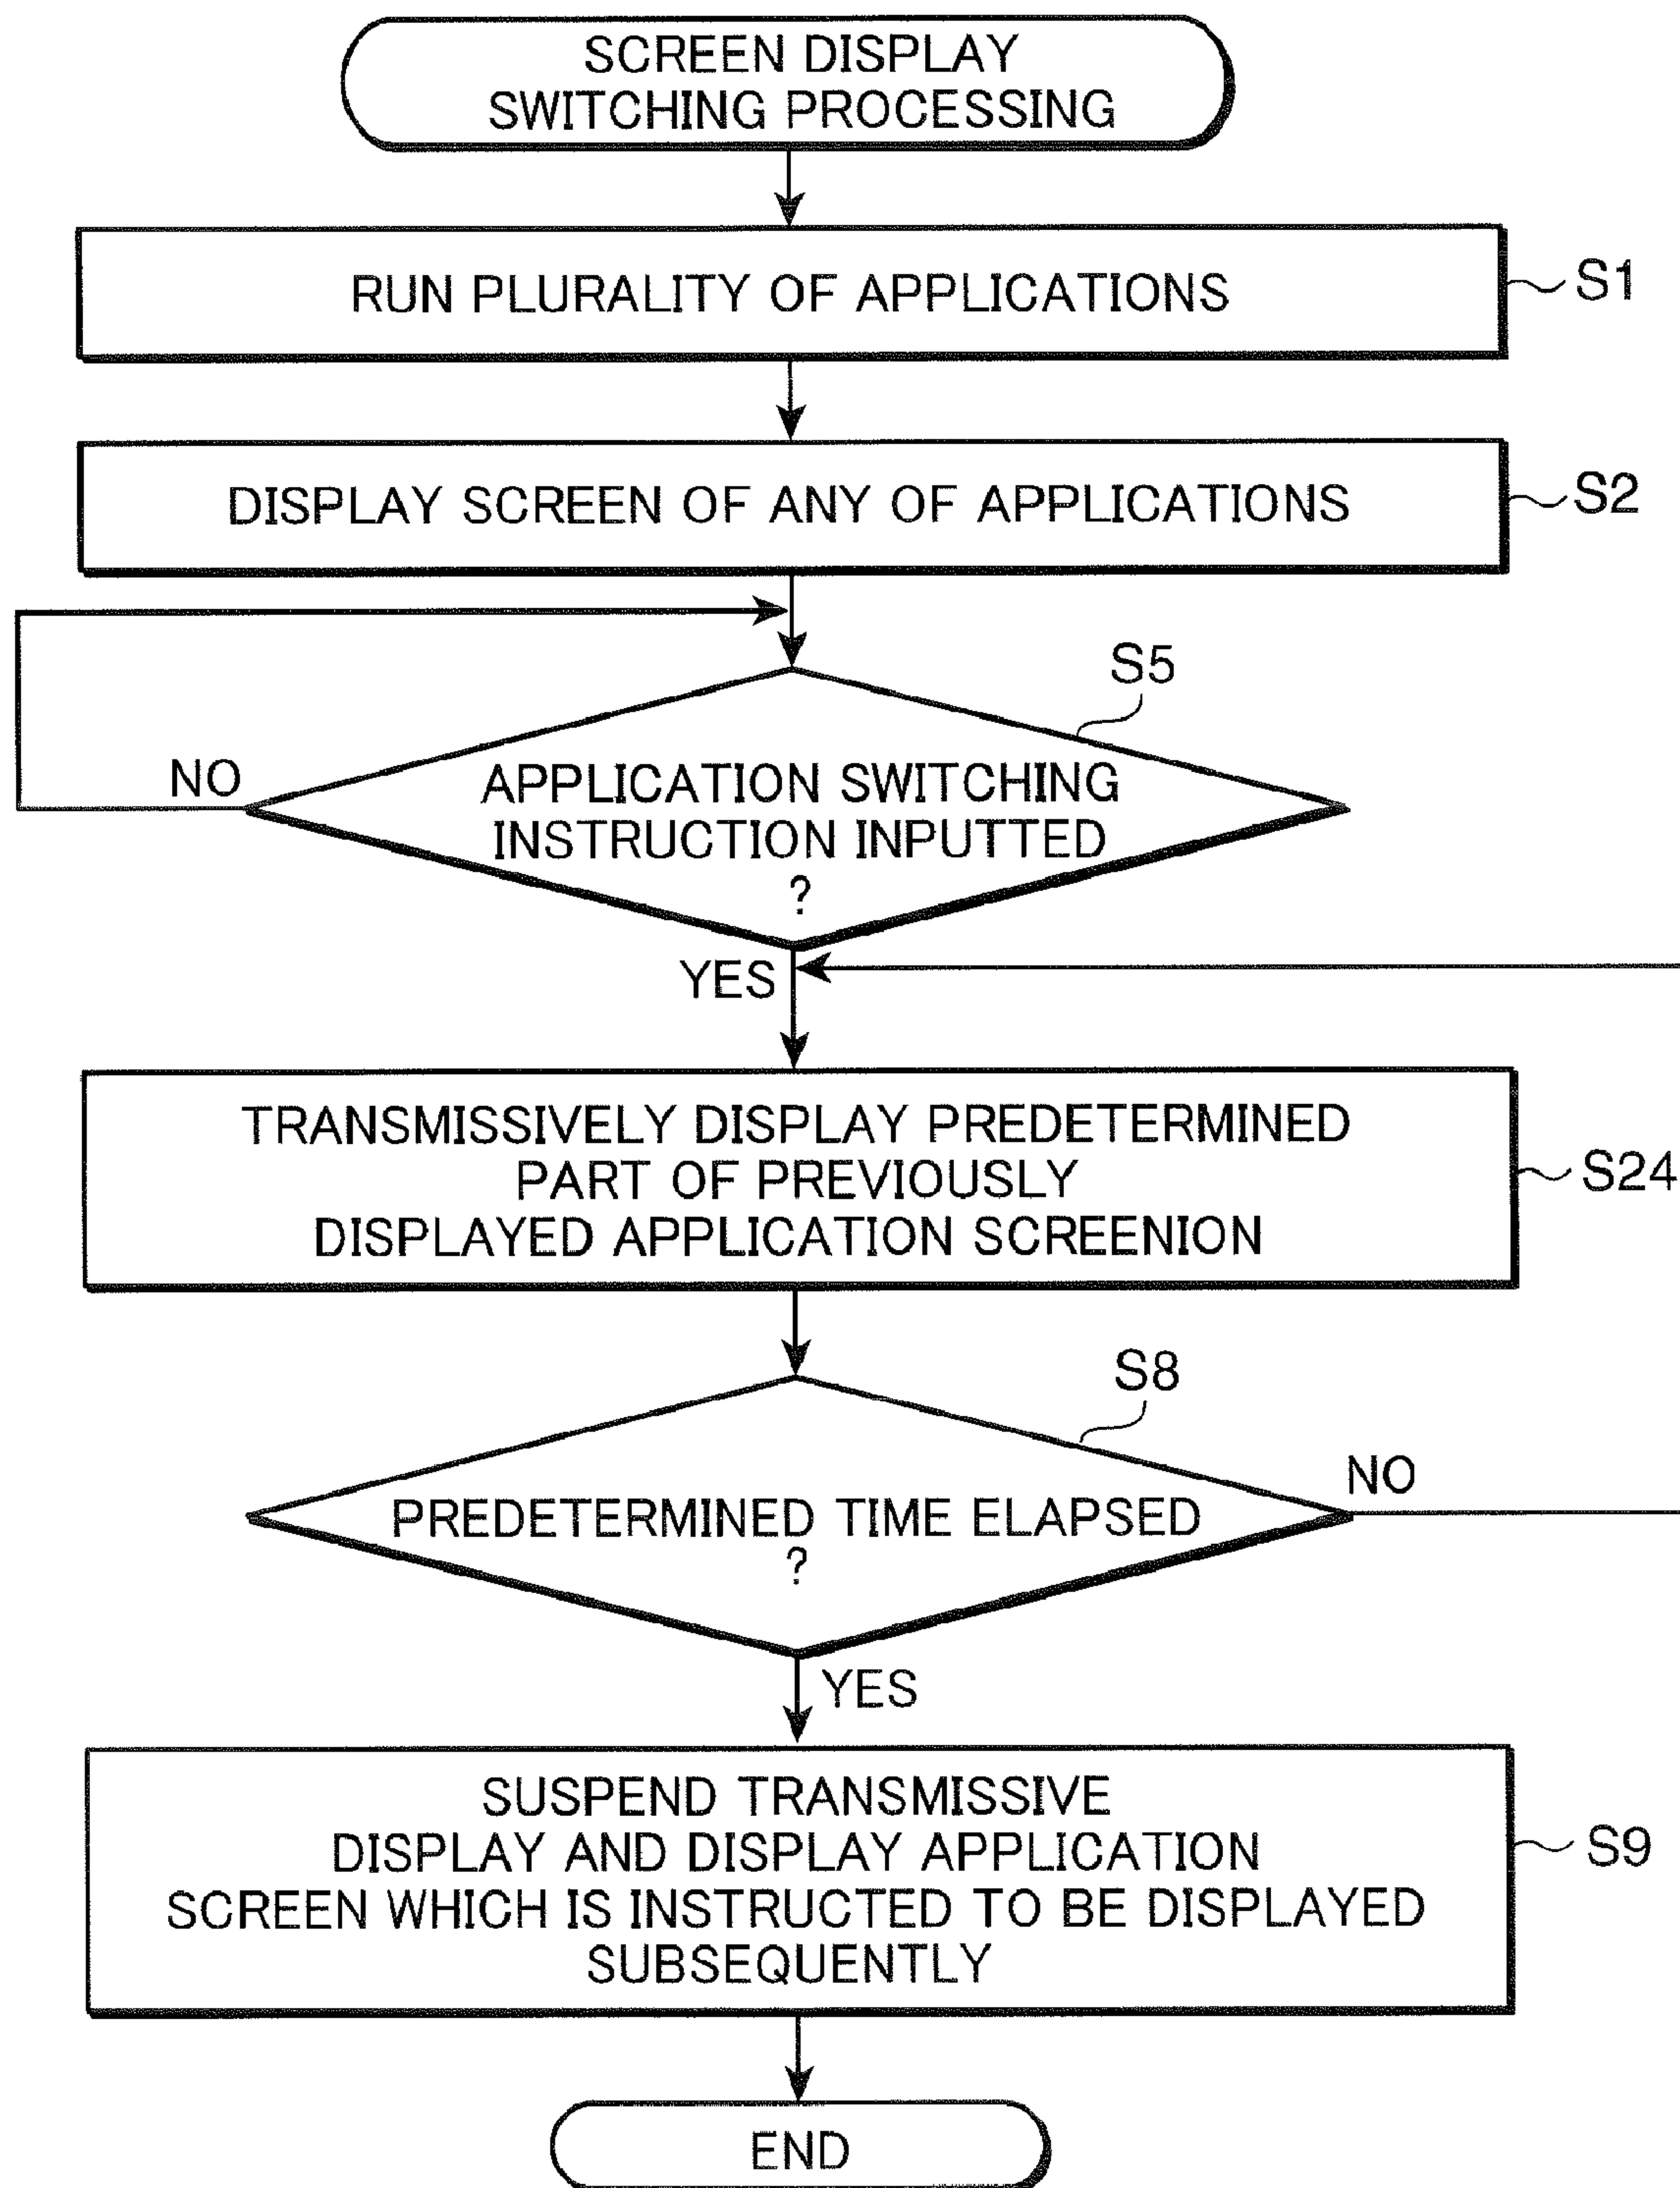 SCREEN DISPLAY
SWITCHING PROCESSING
RUN PLURALITY OF APPLICATIONS
S1
DISPLAY SCREEN OF ANY OF APPLICATIONS
S2
S5
NO
APPLICATION SWITCHING
INSTRUCTION INPUTTED
?
YES
TRANSMISSIVELY DISPLAY PREDETERMINED
PART OF PREVIOUSLY
DISPLAYED APPLICATION SCREENION
S24
S8
NO
PREDETERMINED TIME ELAPSED
?
YES
SUSPEND TRANSMISSIVE
DISPLAY AND DISPLAY APPLICATION
SCREEN WHICH IS INSTRUCTED TO BE DISPLAYED
SUBSEQUENTLY
S9
END